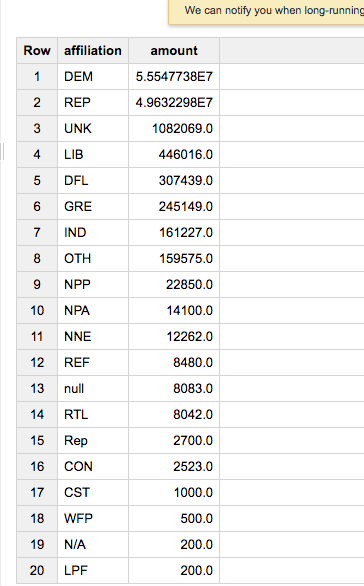 We can notify you when long-running
Row affiliation amount
1 DEM 5.5547738E7
2 REP 4.9632298E7
3 UNK 1082069.0
4 LIB 446016.0
5 DFL 307439.0
6 GRE 245149.0
7 IND 161227.0
8 OTH 159575.0
9 NPP 22850.0
10 NPA 14100.0
11 NNE 12262.0
12 REF 8480.0
13 null 8083.0
14 RTL 8042.0
15 Rep 2700.0
16 CON 2523.0
17 CST 1000.0
18 WFP 500.0
19 N/A 200.0
20 LPF 200.0